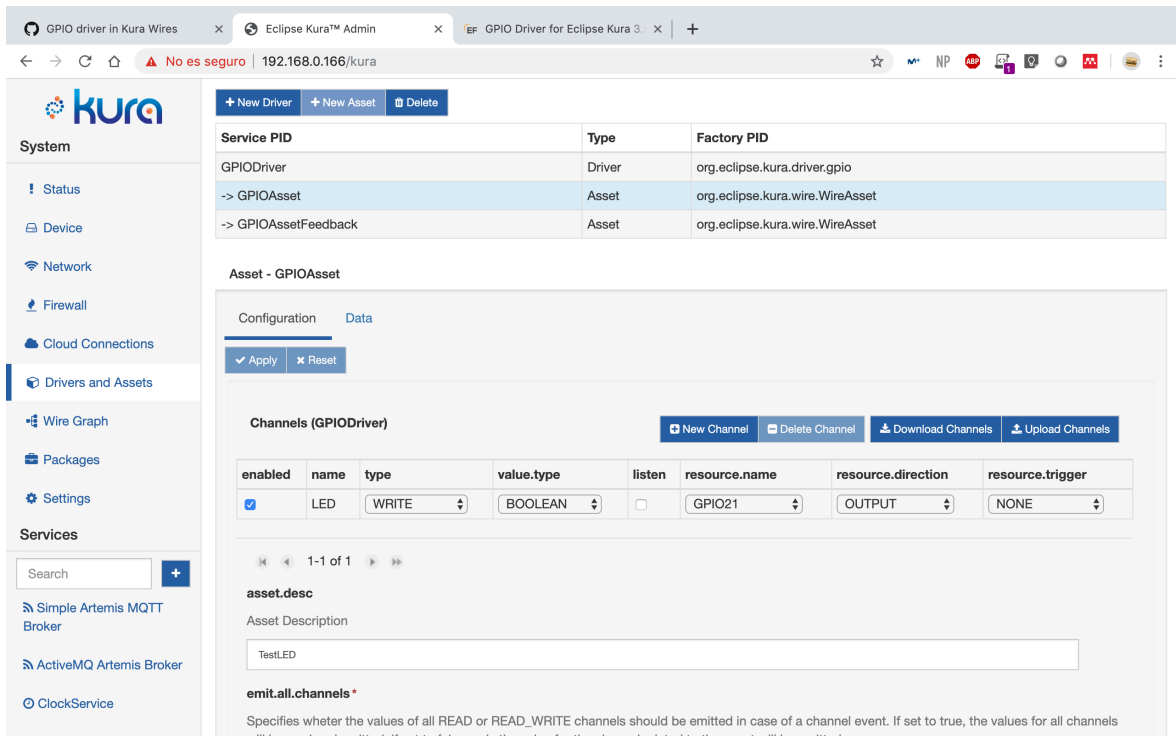 GPIO driver in Kura Wires
Eclipse Kura™ Admin
GPIO Driver for Eclipse Kura 3.
No es seguro | 192.168.0.166/kura
NP
ABP
1
kura
System
Status
Device
Network
Firewall
Cloud Connections
Drivers and Assets
Wire Graph
Packages
Settings
Services
Search
Simple Artemis MQTT
Broker
ActiveMQ Artemis Broker
ClockService
New Driver New Asset Delete
Service PID Type Factory PID
GPIODriver Driver org.eclipse.kura.driver.gpio
-> GPIOAsset Asset org.eclipse.kura.wire.WireAsset
-> GPIOAssetFeedback Asset org.eclipse.kura.wire.WireAsset
Asset - GPIOAsset
Configuration Data
Apply Reset
Channels (GPIODriver)
New Channel Delete Channel Download Channels Upload Channels
enabled name type value.type listen resource.name resource.direction resource.trigger
LED WRITE BOOLEAN GPIO21 OUTPUT NONE
1-1 of 1
asset.desc
Asset Description
TestLED
emit.all.channels*
Specifies wheter the values of all READ or READ_WRITE channels should be emitted in case of a channel event. If set to true, the values for all channels